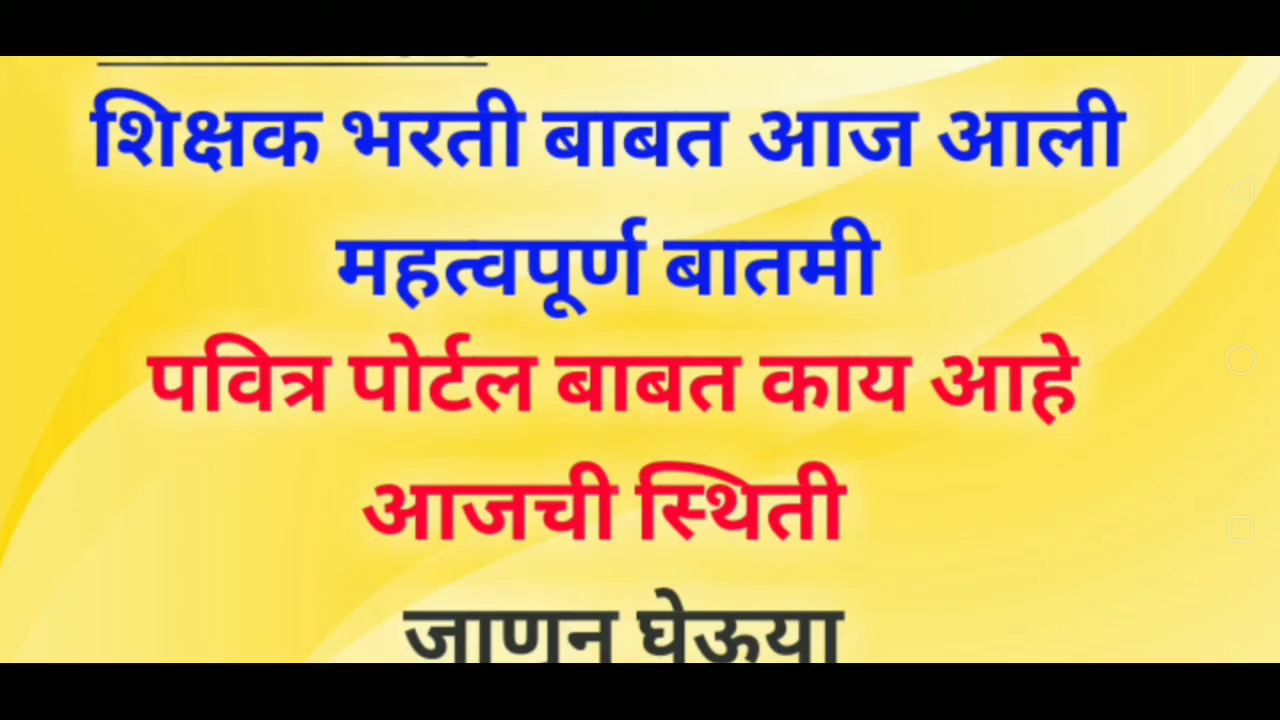 शिक्षक भरती बाबत आज आली
महत्वपूर्ण बातमी
पवित्र पोर्टल बाबत काय आहे
आजची स्थिती
जाणून घेऊया